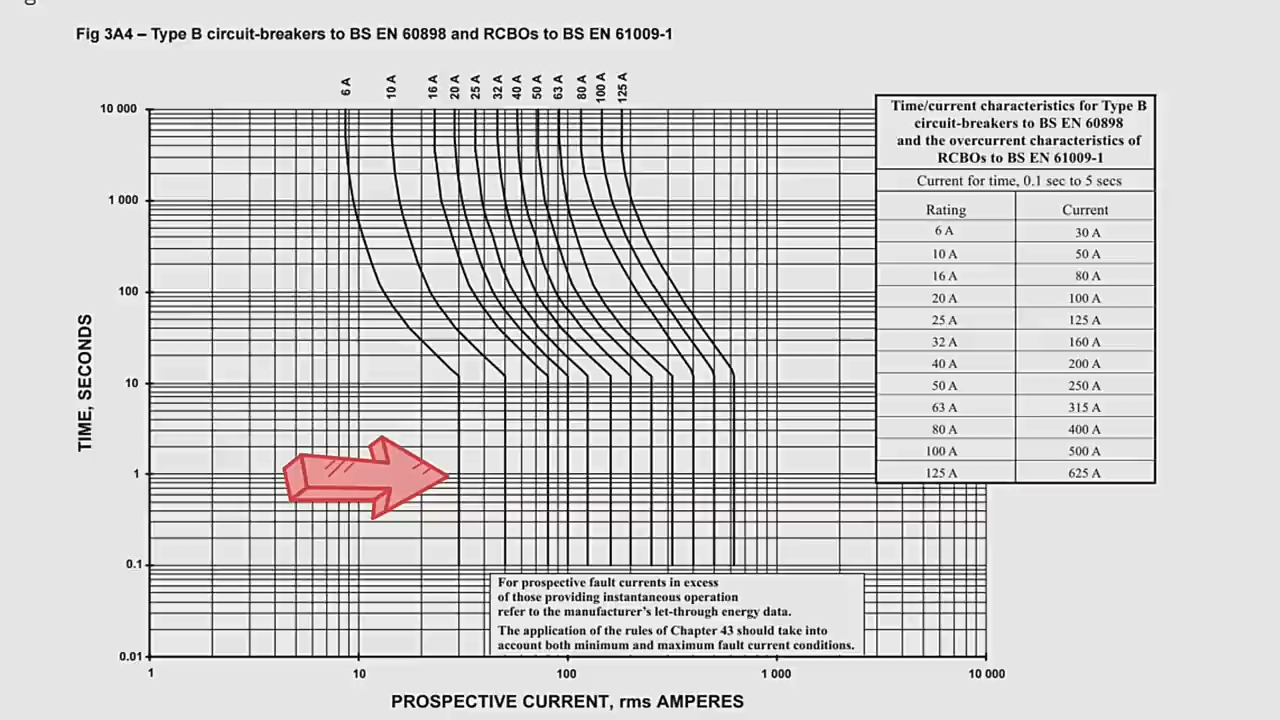 Fig 3A4 – Type B circuit-breakers to BS EN 60898 and RCBOs to BS EN 61009-1
6 A
10 A
16 A
20 A
25 A
32 A
40 A
50 A
63 A
80 A
100 A
125 A
10 000
1 000
100
10
1
0.1
0.01
TIME, SECONDS
1
10
100
1 000
10 000
PROSPECTIVE CURRENT, rms AMPERES
Time/current characteristics for Type B
circuit-breakers to BS EN 60898
and the overcurrent characteristics of
RCBOs to BS EN 61009-1
Current for time, 0.1 sec to 5 secs
Rating Current
6 A 30 A
10 A 50 A
16 A 80 A
20 A 100 A
25 A 125 A
32 A 160 A
40 A 200 A
50 A 250 A
63 A 315 A
80 A 400 A
100 A 500 A
125 A 625 A
For prospective fault currents in excess
of those providing instantaneous operation
refer to the manufacturer's let-through energy data.
The application of the rules of Chapter 43 should take into
account both minimum and maximum fault current conditions.